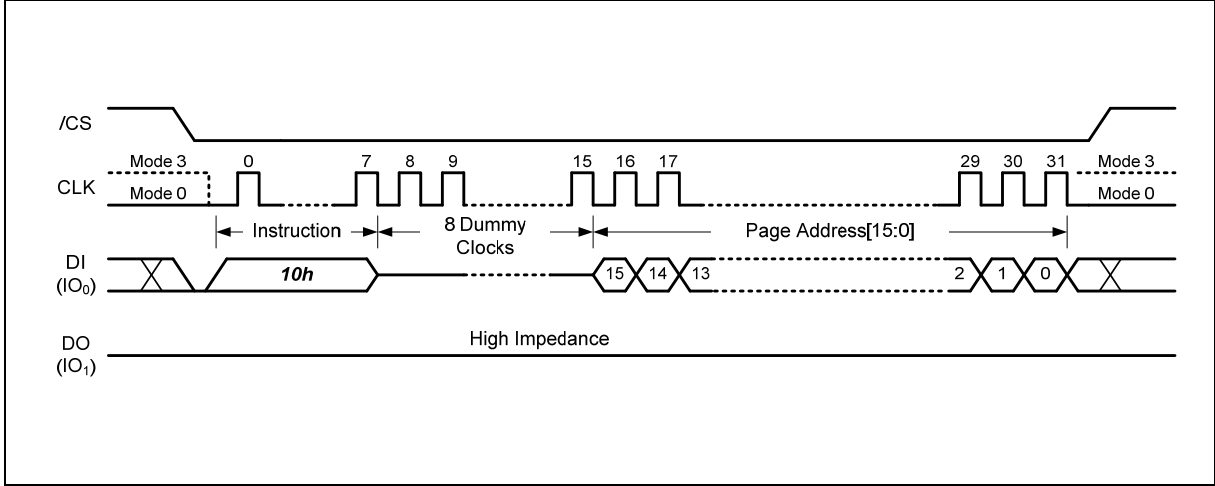 /CS
Mode 3 0 7 8 9 15 16 17 29 30 31 Mode 3
CLK
Mode 0 Mode 0
Instruction 8 Dummy Page Address[15:0]
Clocks
DI
(IO₀)
10h 15 14 13 2 1 0
High Impedance
DO
(IO₁)